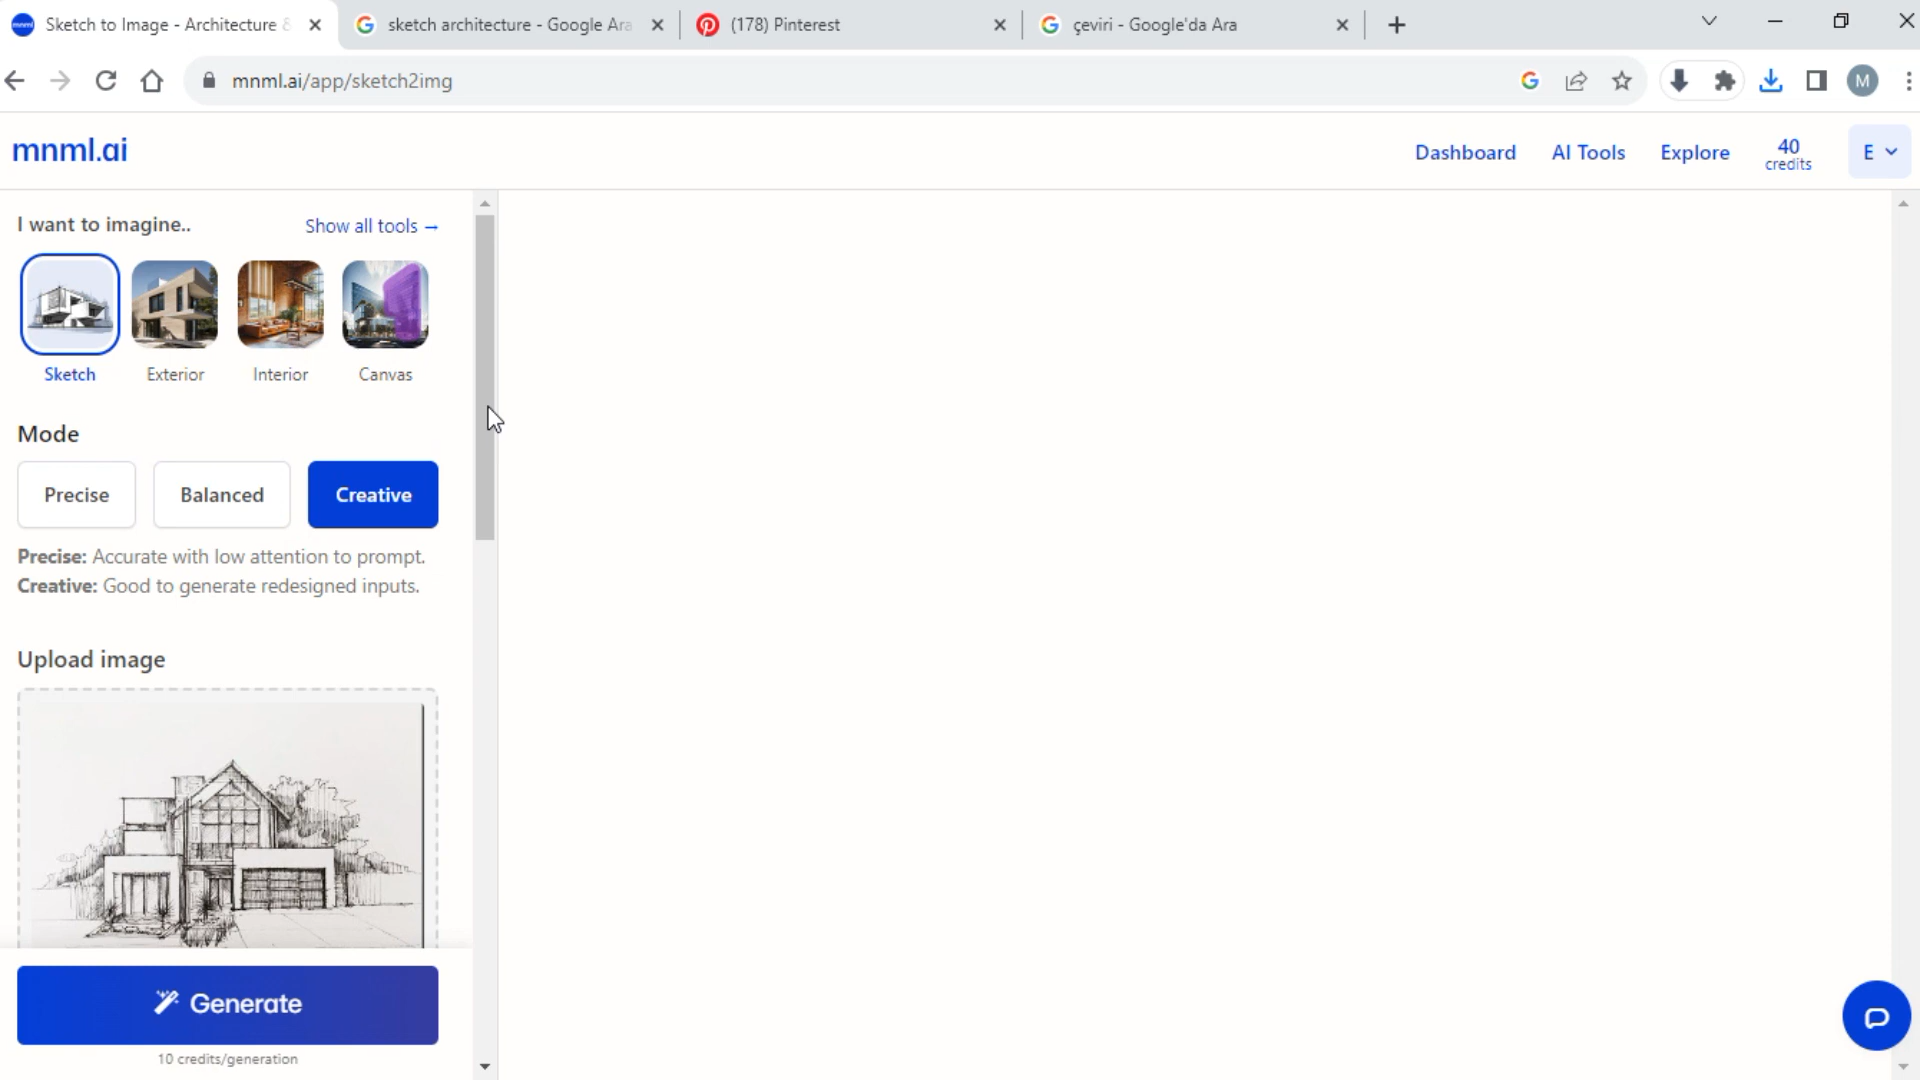 Sketch to Image - Architecture &
sketch architecture - Google Ara
(178) Pinterest
çeviri - Google'da Ara
mnml.ai/app/sketch2img
M
mnml.ai
Dashboard
AI Tools
Explore
40
credits
E
I want to imagine..
Show all tools →
Sketch
Exterior
Interior
Canvas
Mode
Precise
Balanced
Creative
Precise: Accurate with low attention to prompt.
Creative: Good to generate redesigned inputs.
Upload image
Generate
10 credits/generation